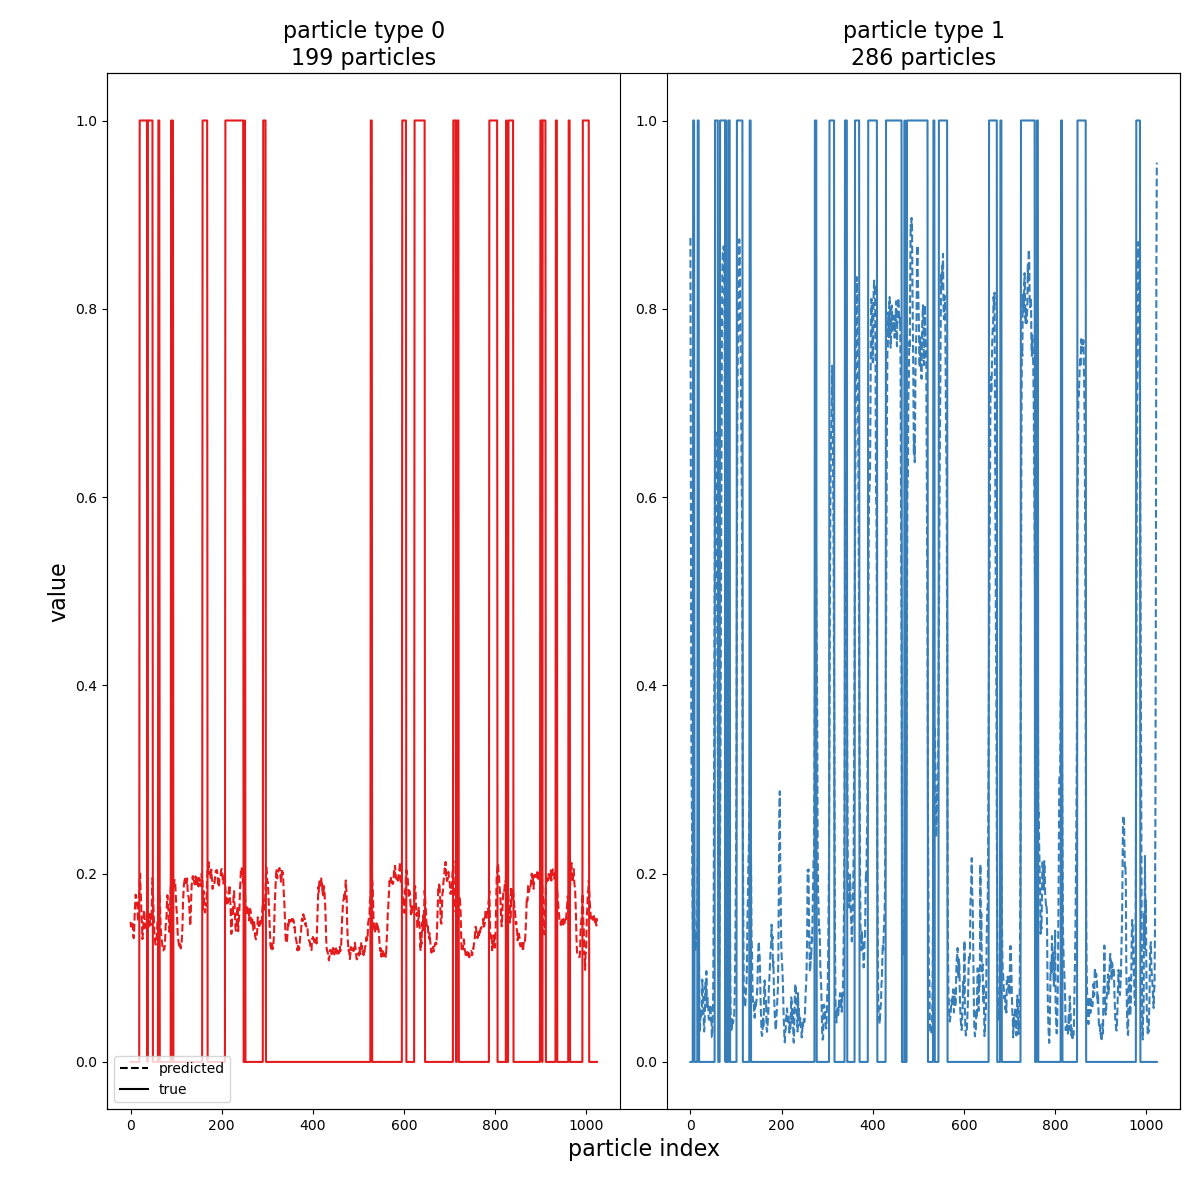 particle type 0
199 particles
particle type 1
286 particles
1.0
0.8
0.6
0.4
0.2
0.0
value
predicted
true
0 200 400 600 800 1000
1.0
0.8
0.6
0.4
0.2
0.0
0 200 400 600 800 1000
particle index